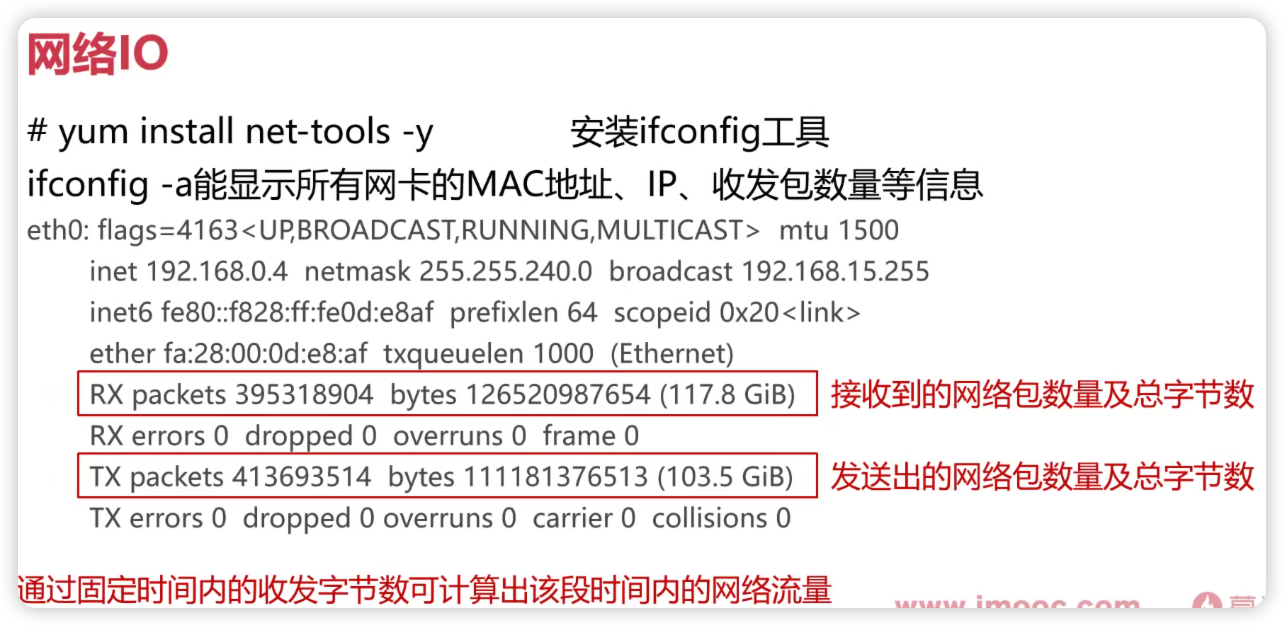 网络IO
# yum install net-tools -y 安装ifconfig工具
ifconfig -a能显示所有网卡的MAC地址、IP、收发包数量等信息
eth0: flags=4163<UP,BROADCAST,RUNNING,MULTICAST> mtu 1500
inet 192.168.0.4 netmask 255.255.240.0 broadcast 192.168.15.255
inet6 fe80::f828:ff:fe0d:e8af prefixlen 64 scopeid 0x20<link>
ether fa:28:00:0d:e8:af txqueuelen 1000 (Ethernet)
RX packets 395318904 bytes 126520987654 (117.8 GiB) 接收到的网络包数量及总字节数
RX errors 0 dropped 0 overruns 0 frame 0
TX packets 413693514 bytes 111181376513 (103.5 GiB) 发送出的网络包数量及总字节数
TX errors 0 dropped 0 overruns 0 carrier 0 collisions 0
通过固定时间内的收发字节数可计算出该段时间内的网络流量
www.imooc.com